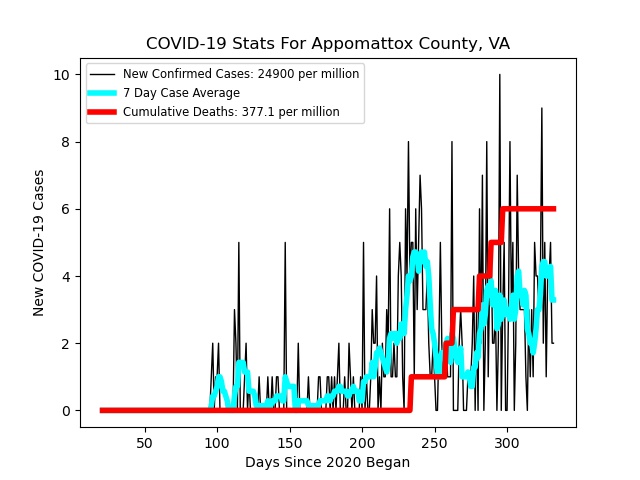 COVID-19 Stats For Appomattox County, VA
New Confirmed Cases: 24900 per million
7 Day Case Average
Cumulative Deaths: 377.1 per million
10
8
6
4
2
0
New COVID-19 Cases
50 100 150 200 250 300
Days Since 2020 Began